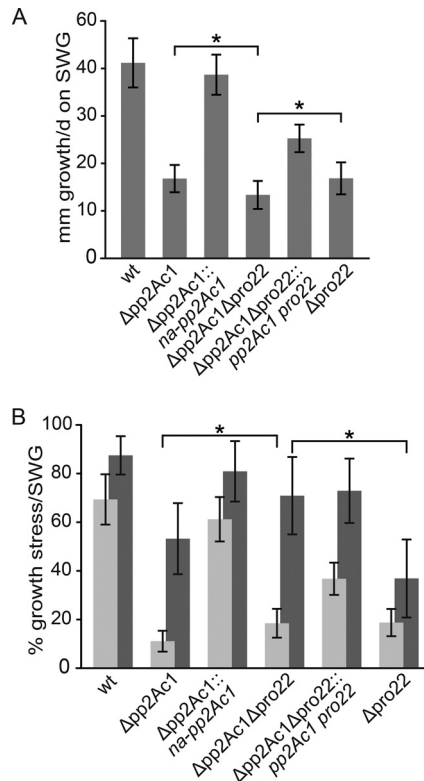 A
mm growth/d on SWG
60
40
20
10
0
*
*
wt
Δpp2Ac1
Δpp2Ac1::
na-pp2Ac1
Δpp2Ac1Δpro22
Δpp2Ac1Δpro22::
pp2Ac1 pro22
Δpro22
B
% growth stress/SWG
100
80
60
40
20
0
*
*
wt
Δpp2Ac1
Δpp2Ac1::
na-pp2Ac1
Δpp2Ac1Δpro22
Δpp2Ac1Δpro22::
pp2Ac1 pro22
Δpro22